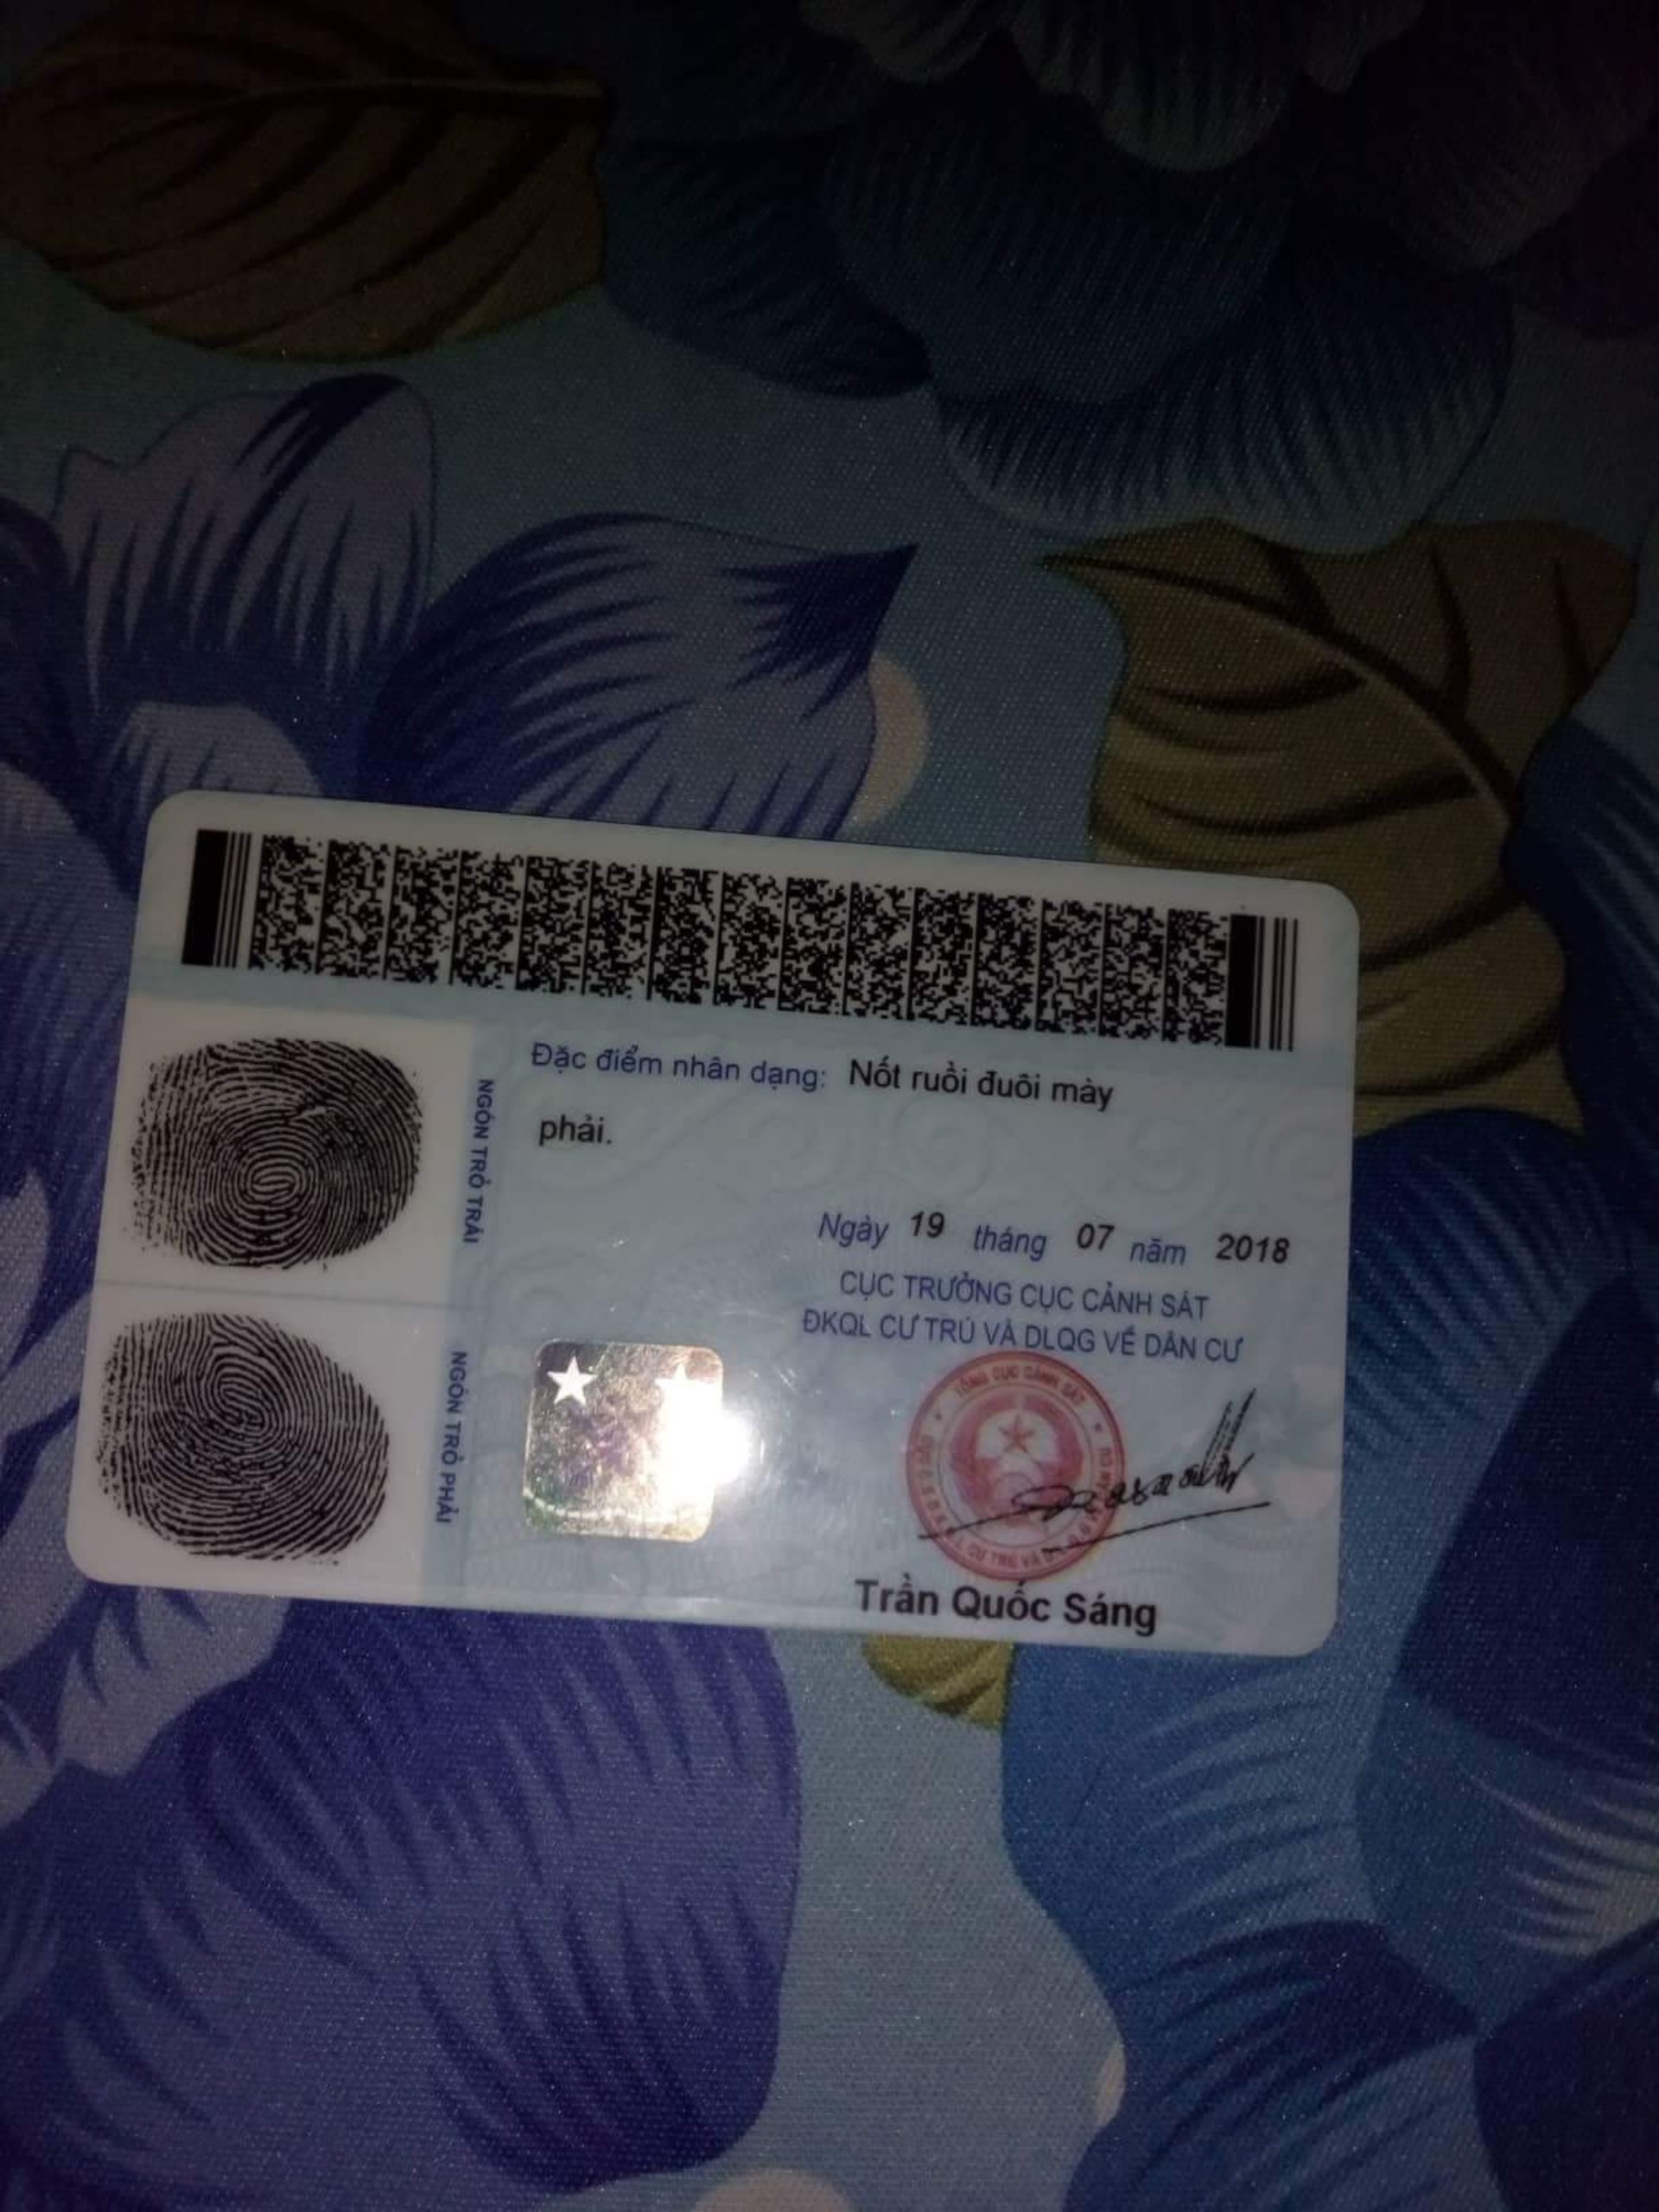 Đặc điểm nhân dạng: Nốt ruồi đuôi mày
phải.
NGÓN TRỎ TRÁI
NGÓN TRỎ PHẢI
Ngày 19 tháng 07 năm 2018
CỤC TRƯỞNG CỤC CẢNH SÁT
ĐKQL CƯ TRÚ VÀ DLQG VỀ DÂN CƯ
TỔNG CỤC CẢNH SÁT
Trần Quốc Sáng